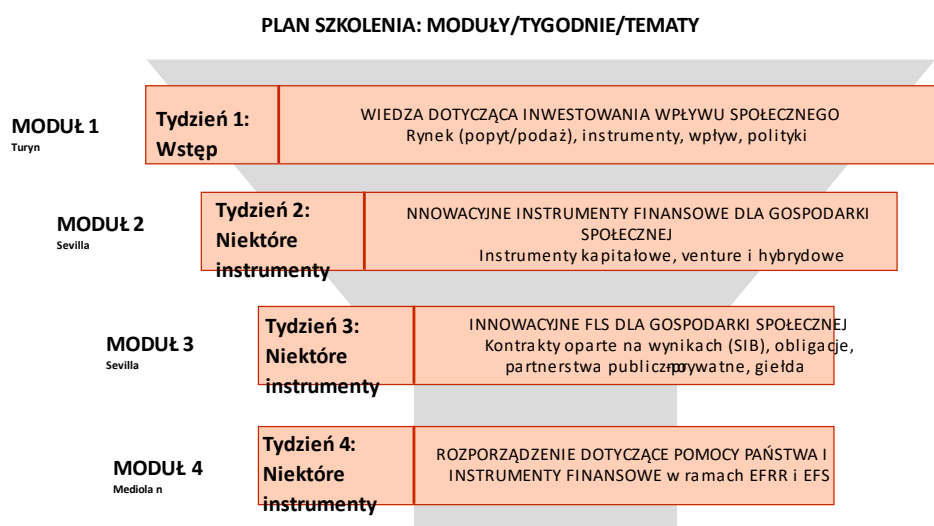 PLAN SZKOLENIA: MODUŁY/TYGODNIE/TEMATY
MODUŁ 1
Turyn
Tydzień 1:
Wstęp
WIEDZA DOTYCZĄCA INWESTOWANIA WPŁYWU SPOŁECZNEGO
Rynek (popyt/podaż), instrumenty, wpływ, polityki
MODUŁ 2
Sevilla
Tydzień 2:
Niektóre
instrumenty
NNOWACYJNE INSTRUMENTY FINANSOWE DLA GOSPODARKI
SPOŁECZNEJ
Instrumenty kapitałowe, venture i hybrydowe
MODUŁ 3
Sevilla
Tydzień 3:
Niektóre
instrumenty
INNOWACYJNE FLS DLA GOSPODARKI SPOŁECZNEJ
Kontrakty oparte na wynikach (SIB), obligacje,
partnerstwa publiczno-prywatne, giełda
MODUŁ 4
Mediola n
Tydzień 4:
Niektóre
instrumenty
ROZPORZĄDZENIE DOTYCZĄCE POMOCY PAŃSTWA I
INSTRUMENTY FINANSOWE w ramach EFRR i EFS